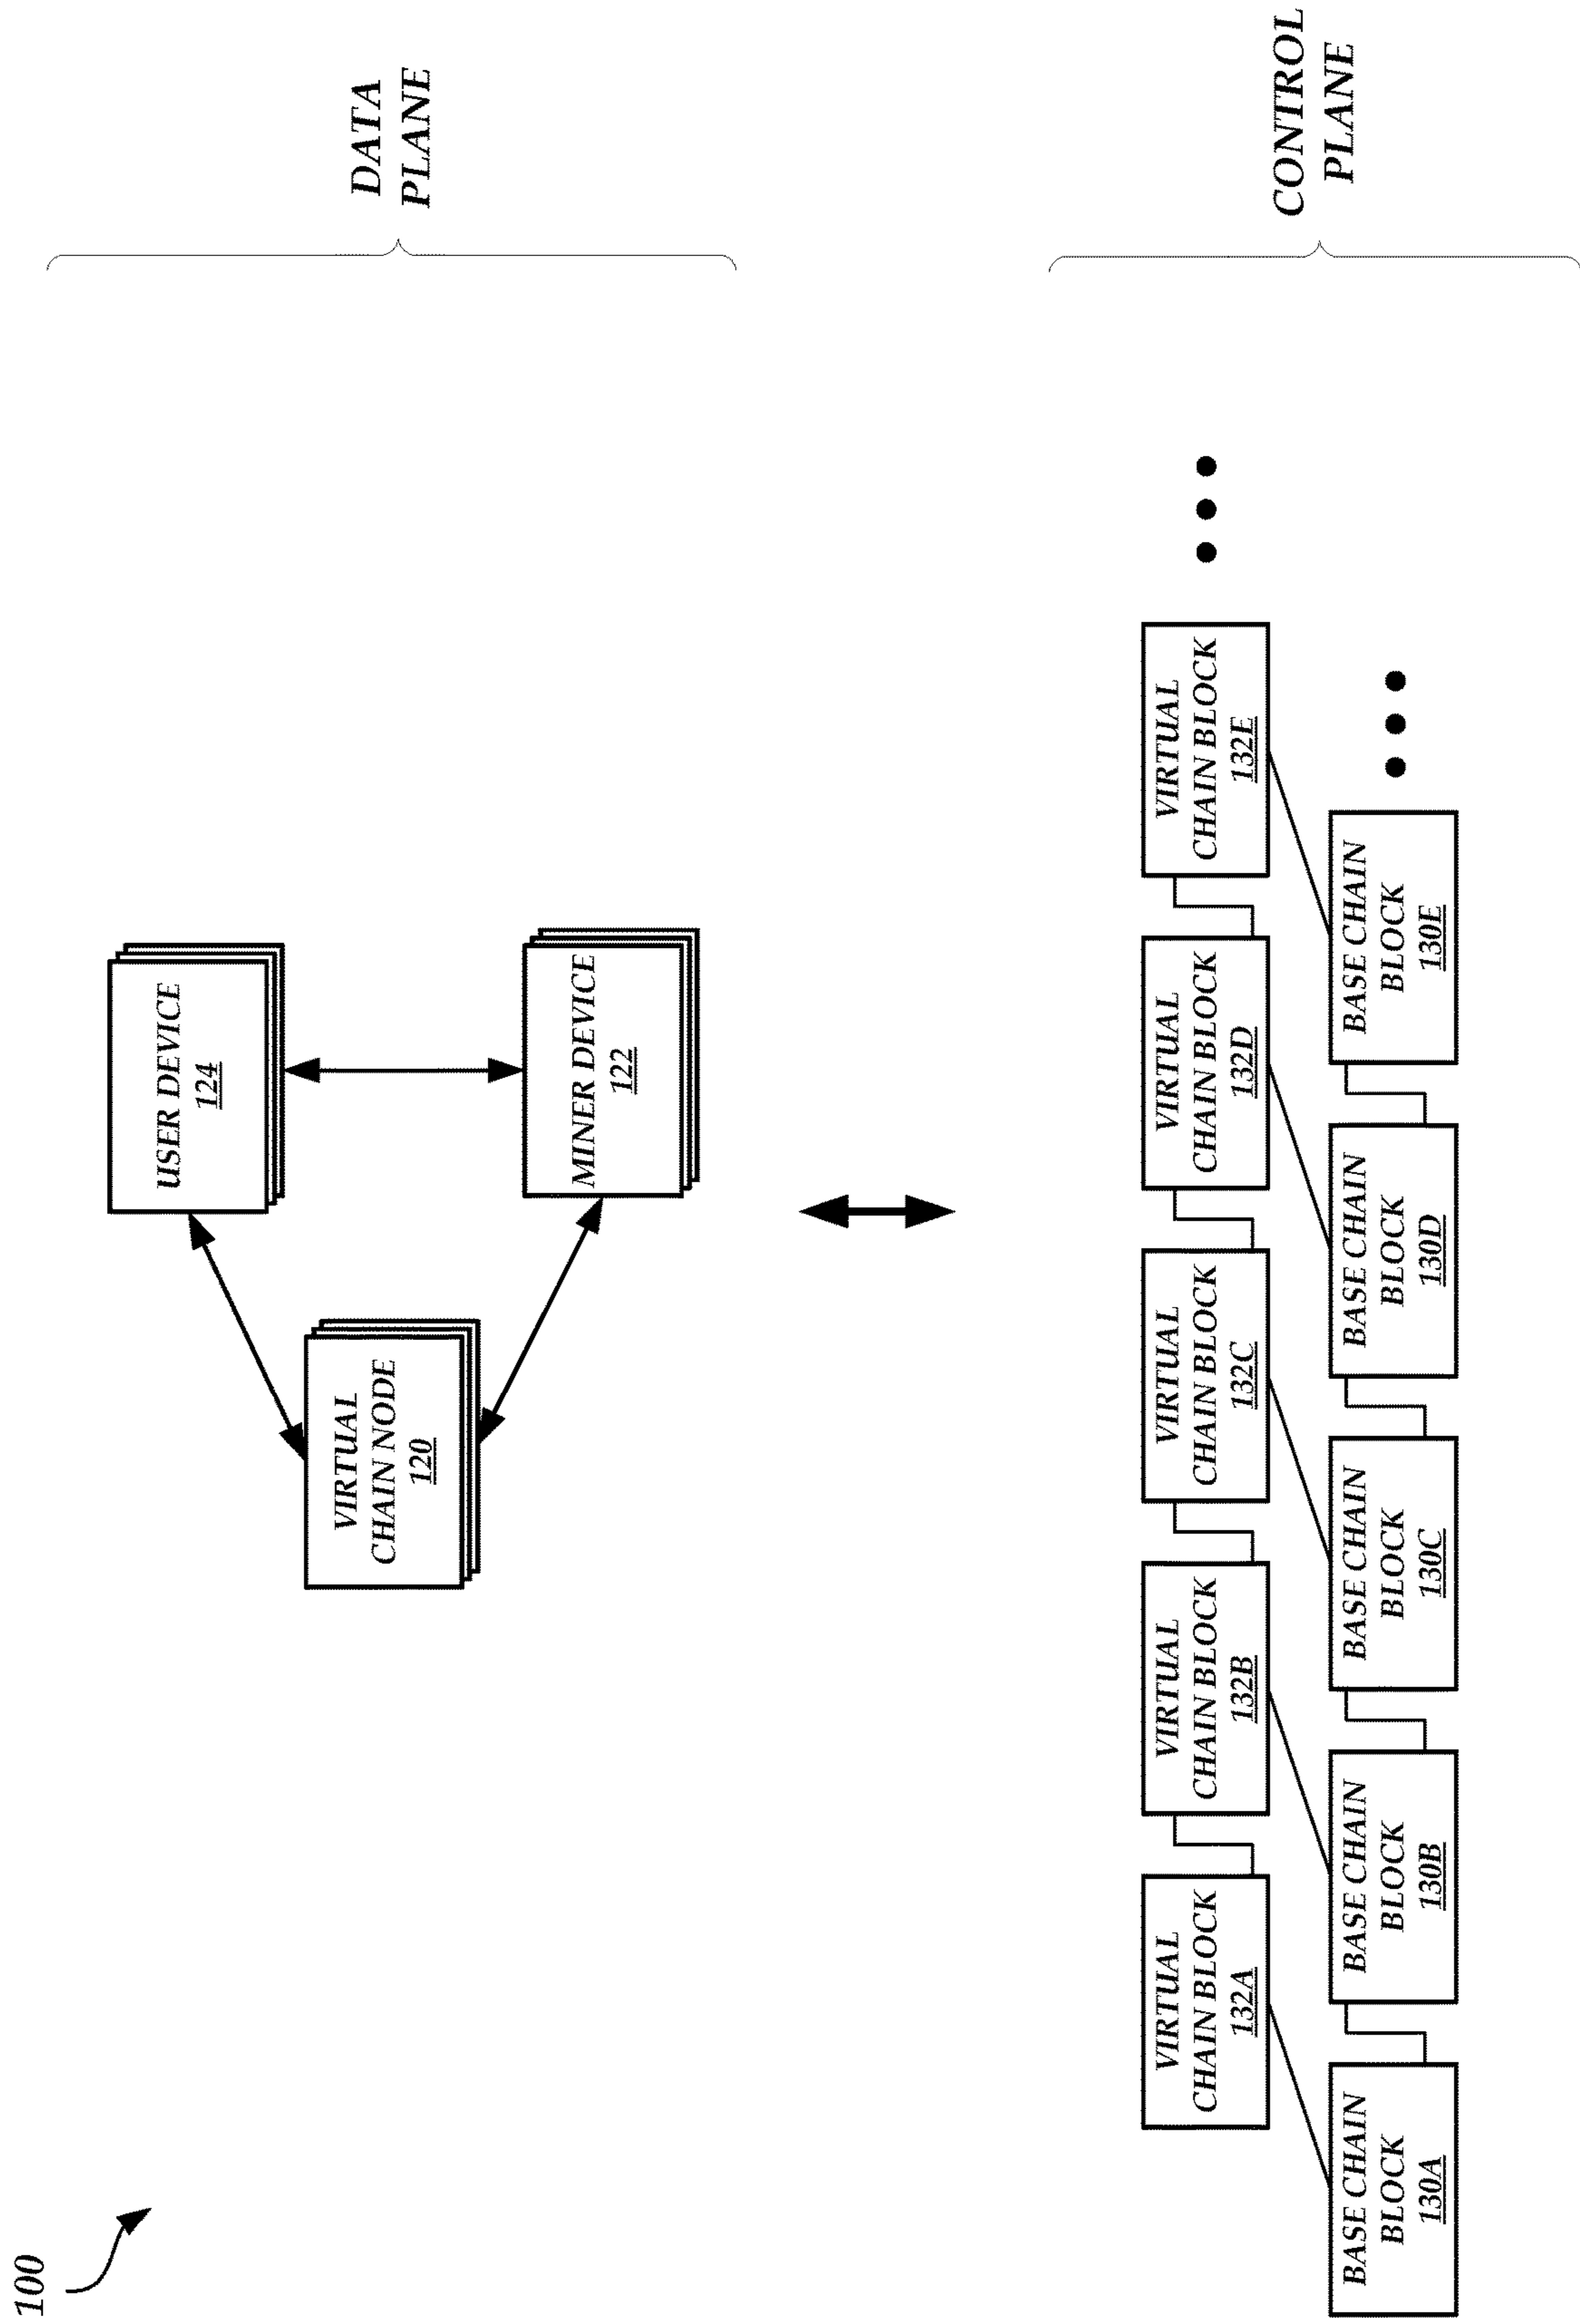 100
USER DEVICE
124
VIRTUAL
CHAIN NODE
120
MINER DEVICE
122
DATA
PLANE
VIRTUAL
CHAIN BLOCK
132A
VIRTUAL
CHAIN BLOCK
132B
VIRTUAL
CHAIN BLOCK
132C
VIRTUAL
CHAIN BLOCK
132D
VIRTUAL
CHAIN BLOCK
132E
BASE CHAIN
BLOCK
130A
BASE CHAIN
BLOCK
130B
BASE CHAIN
BLOCK
130C
BASE CHAIN
BLOCK
130D
BASE CHAIN
BLOCK
130E
CONTROL
PLANE